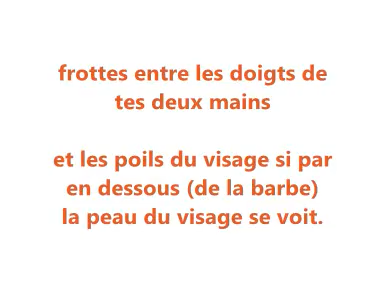 frottes entre les doigts de
tes deux mains
et les poils du visage si par
en dessous (de la barbe)
la peau du visage se voit.